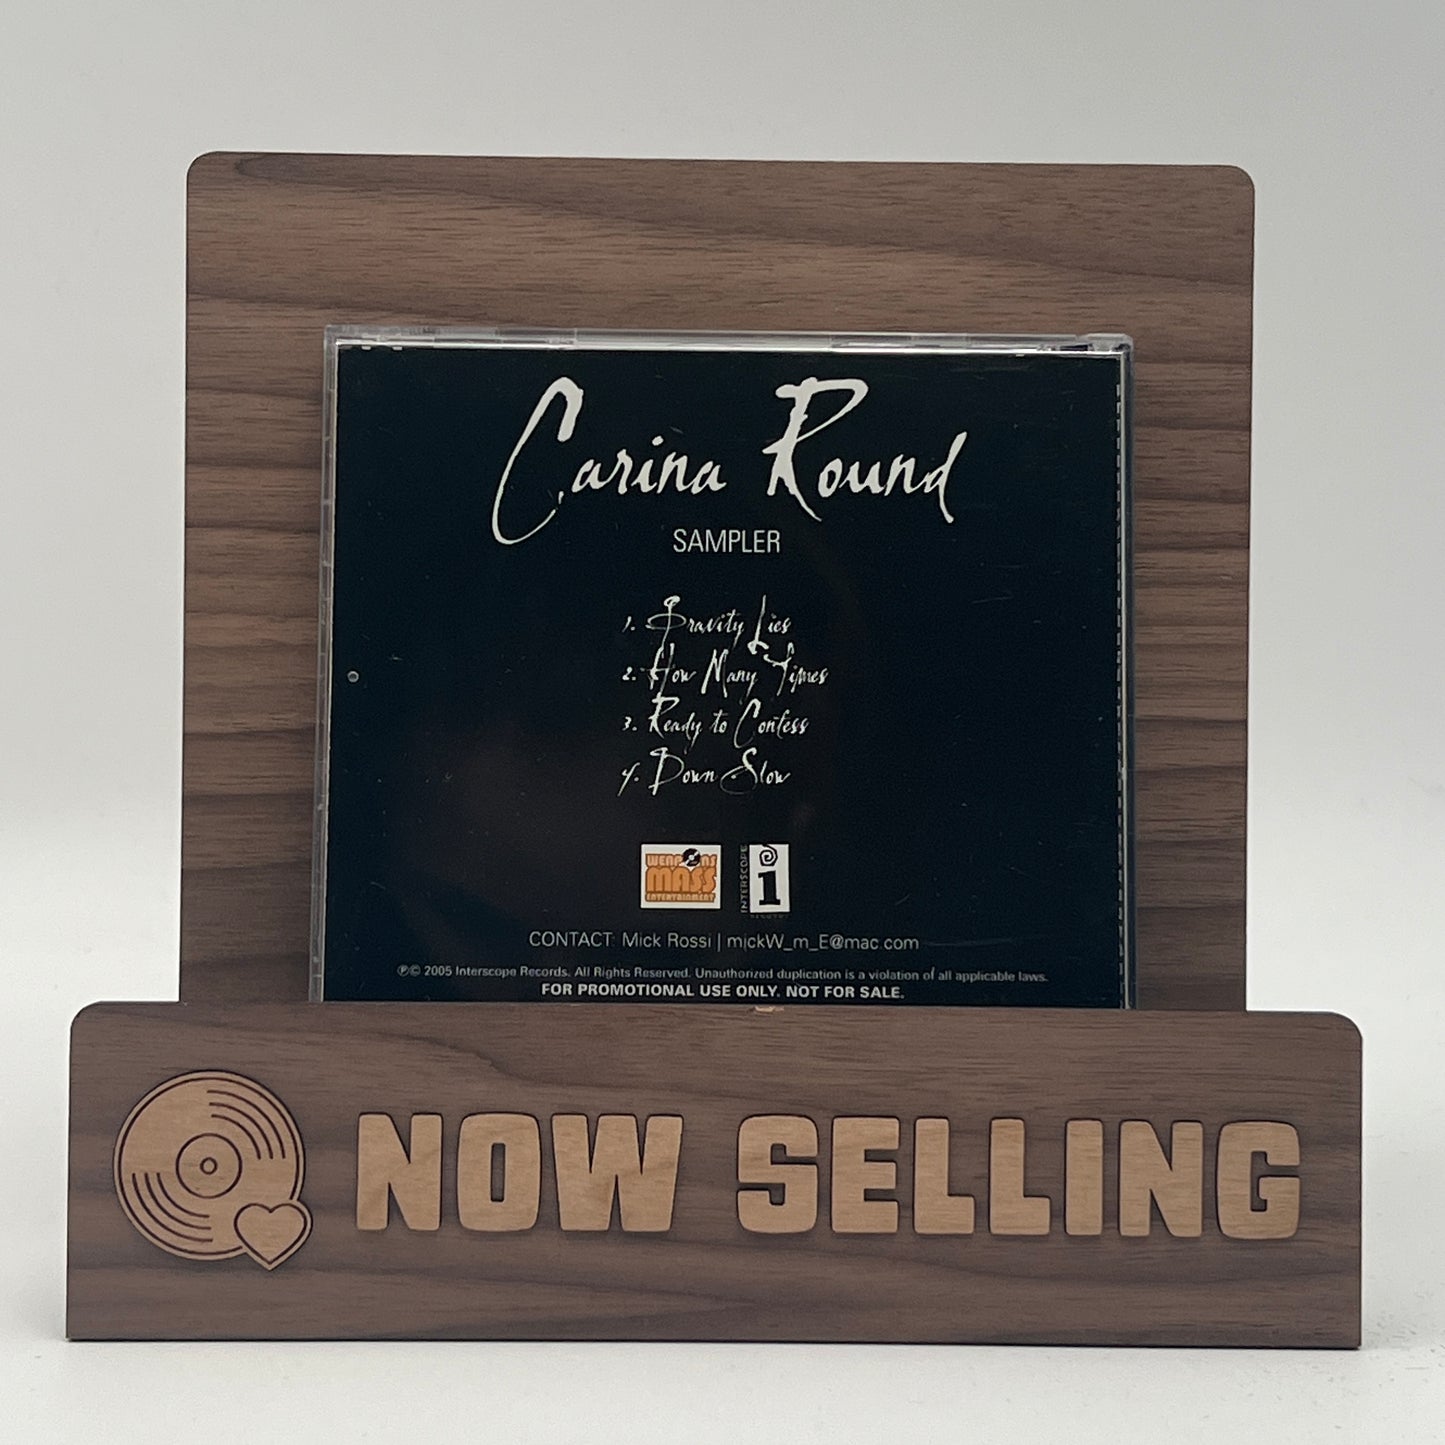 Carina Round
SAMPLER
1. Gravity Lies
2. How Many Times
3. Ready to Confess
4. Down Slow
WEAPONS
MASS
ENTERTAINMENT
INTERSCOPE
i
RECORDS
CONTACT: Mick Rossi | mickW_m_E@mac.com
℗© 2005 Interscope Records. All Rights Reserved. Unauthorized duplication is a violation of all applicable laws.
FOR PROMOTIONAL USE ONLY. NOT FOR SALE.
NOW SELLING